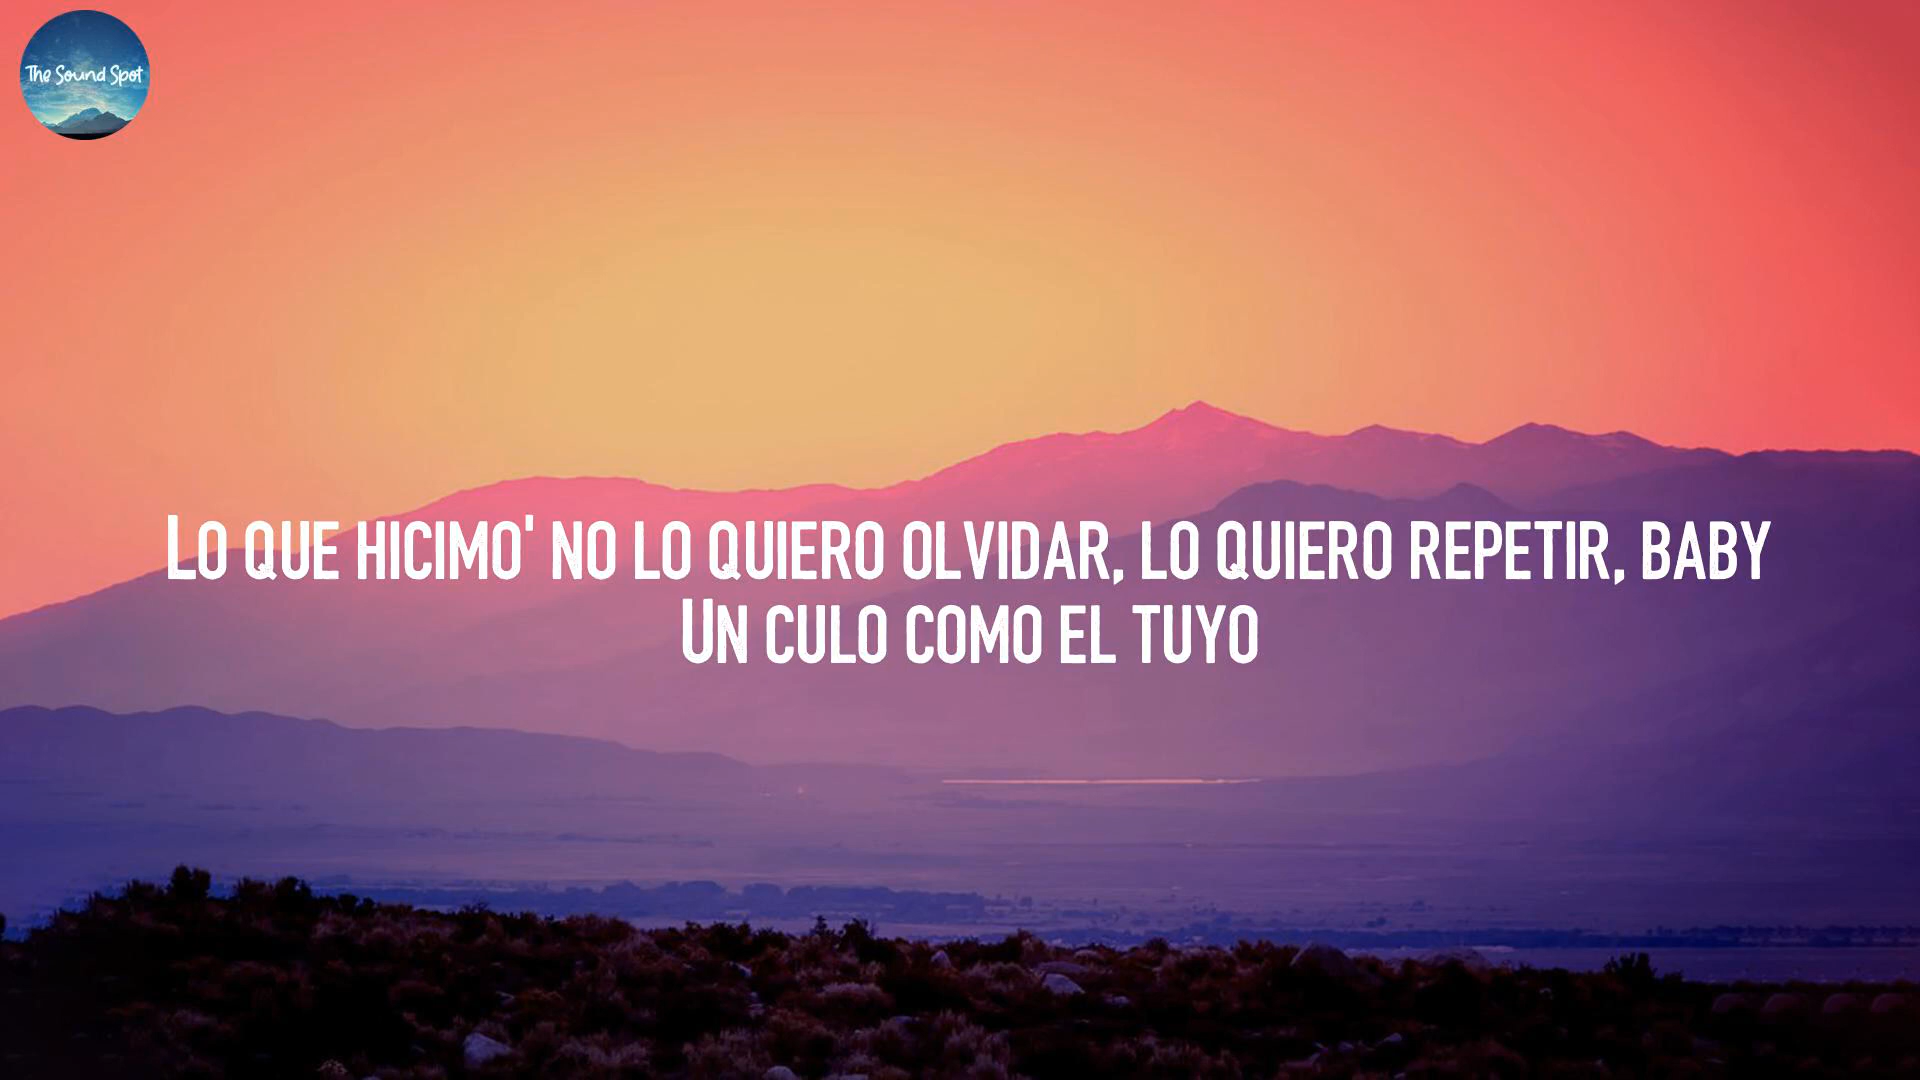 The Sound Spot
Lo que hicimo' no lo quiero olvidar, lo quiero repetir, baby
Un culo como el tuyo